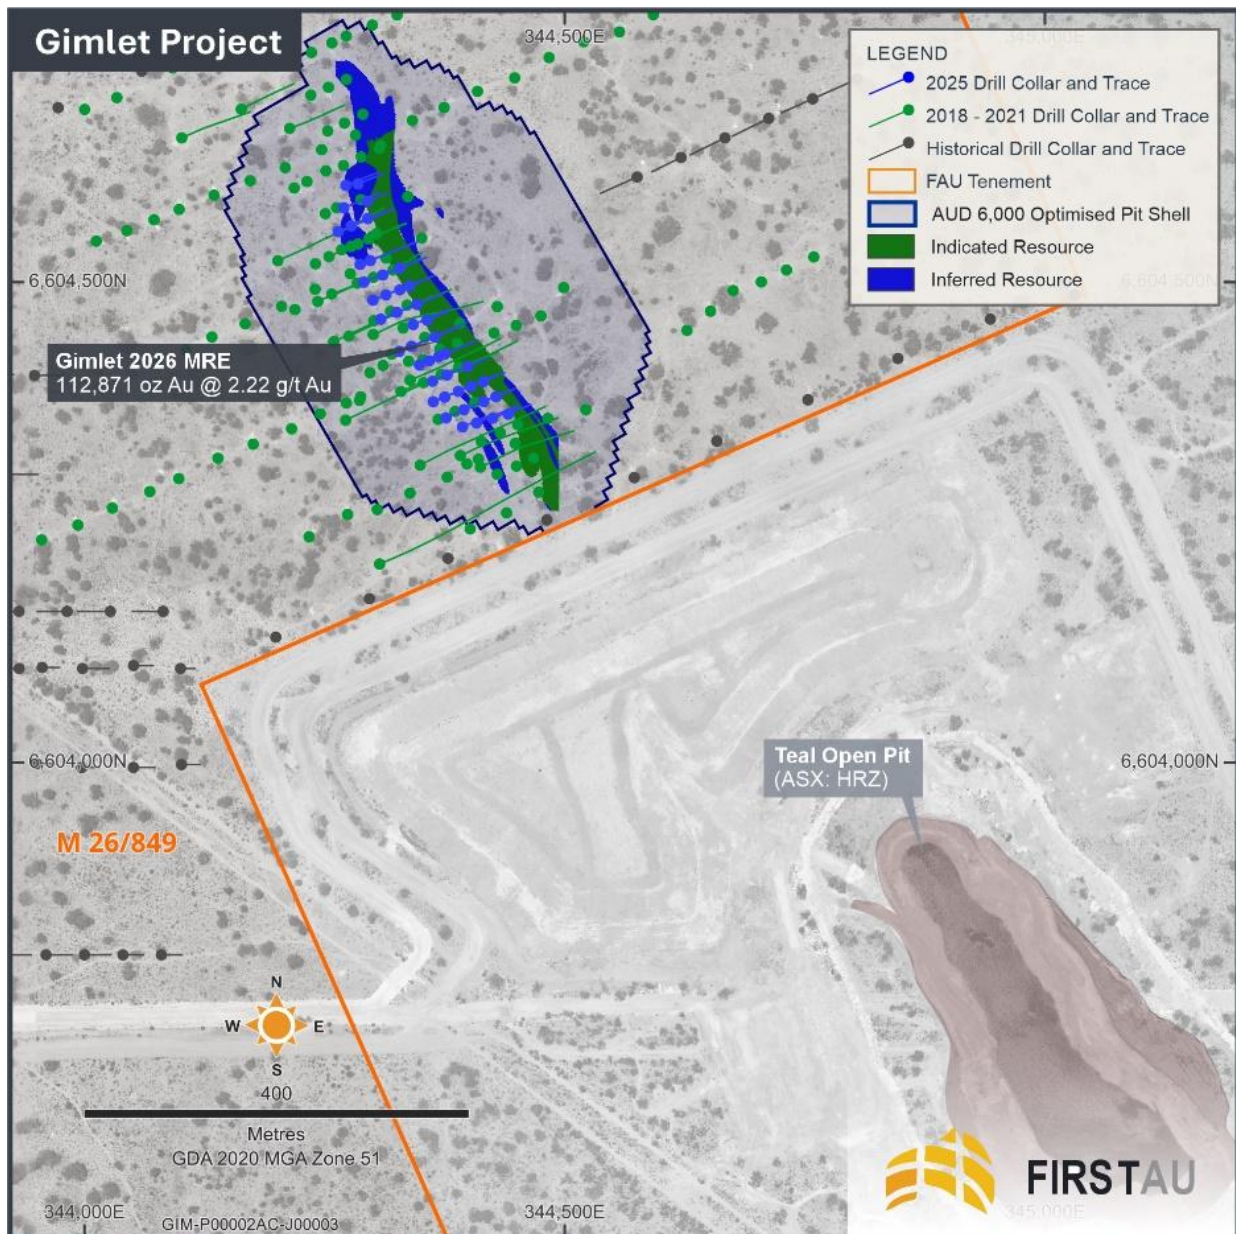 Gimlet Project
344,500E
345,000E
LEGEND
2025 Drill Collar and Trace
2018 - 2021 Drill Collar and Trace
Historical Drill Collar and Trace
FAU Tenement
AUD 6,000 Optimised Pit Shell
Indicated Resource
Inferred Resource
6,604,500N
6,604,500N
Gimlet 2026 MRE
112,871 oz Au @ 2.22 g/t Au
6,604,000N
Teal Open Pit
(ASX: HRZ)
6,604,000N
M 26/849
N
W
E
S
400
Metres
GDA 2020 MGA Zone 51
FIRSTAU
344,000E
GIM-P00002AC-J00003
344,500E
345,000E